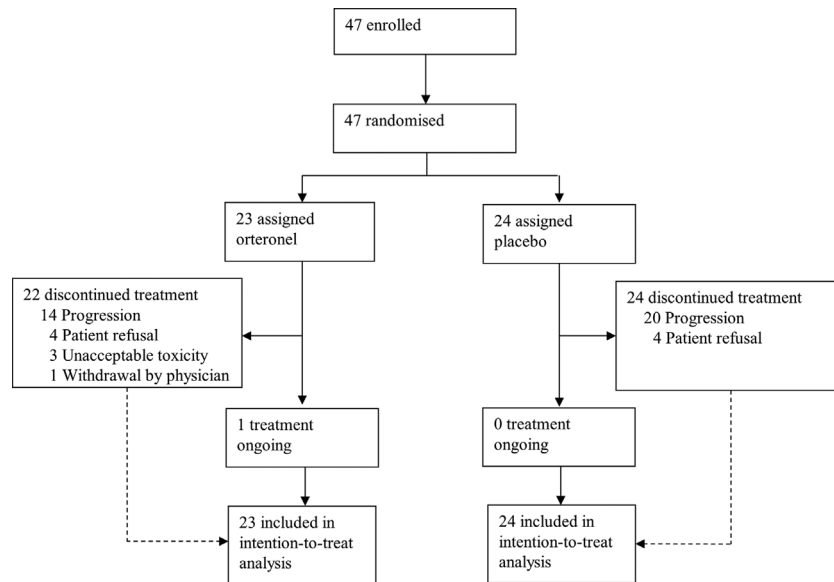 47 enrolled
47 randomised
23 assigned
orteronel
24 assigned
placebo
22 discontinued treatment
14 Progression
4 Patient refusal
3 Unacceptable toxicity
1 Withdrawal by physician
24 discontinued treatment
20 Progression
4 Patient refusal
1 treatment
ongoing
0 treatment
ongoing
23 included in
intention-to-treat
analysis
24 included in
intention-to-treat
analysis